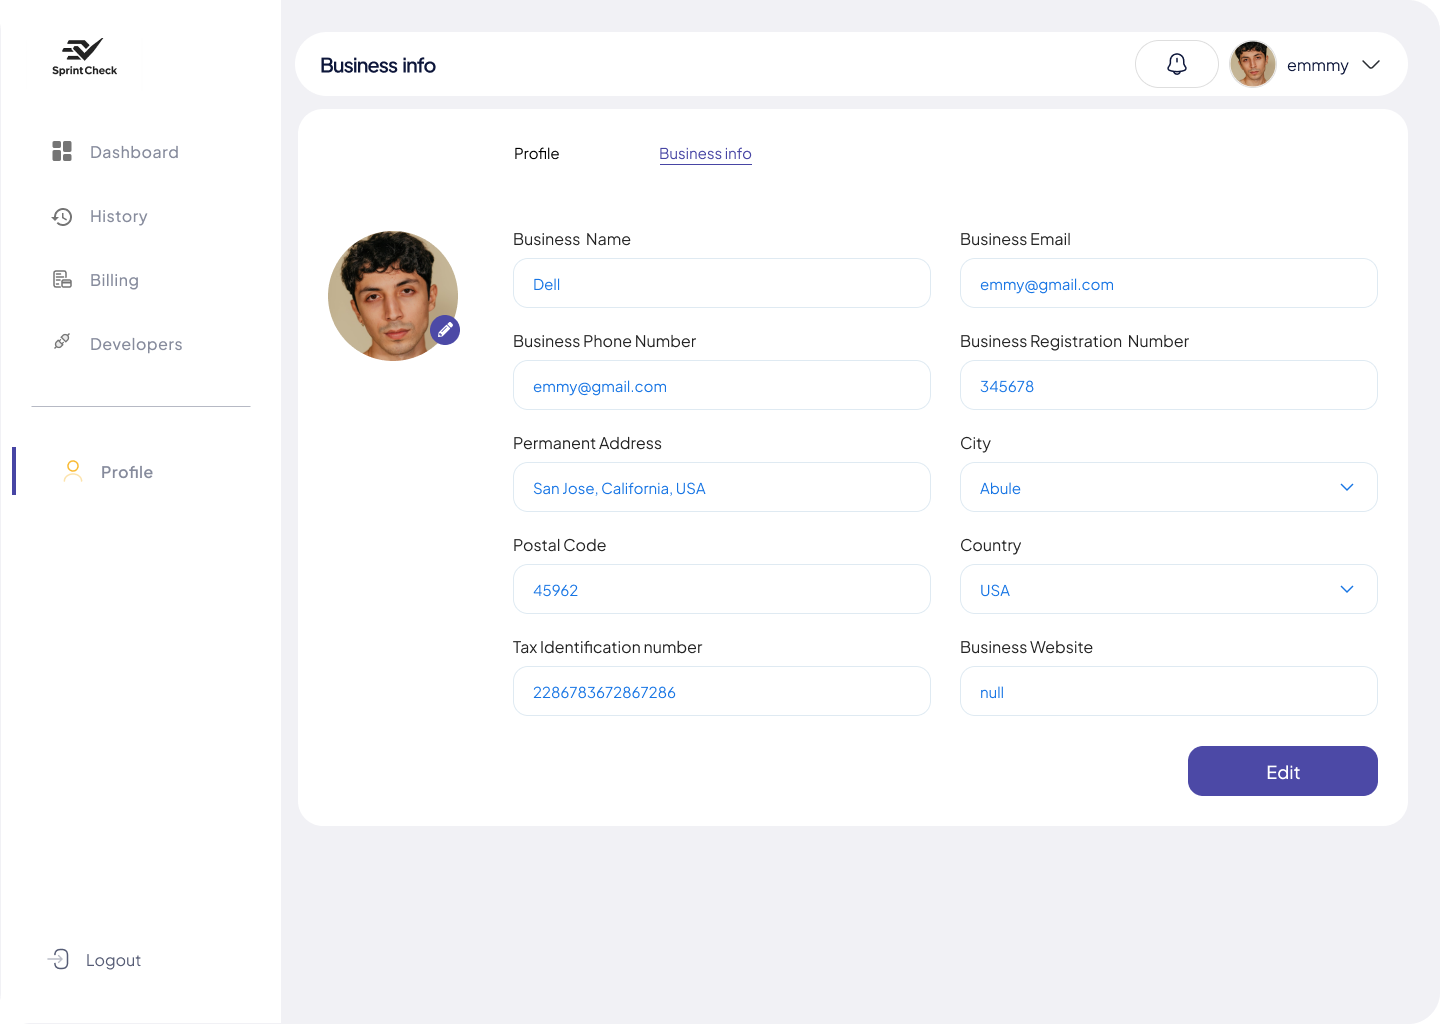 SprintCheck
Business info
emmmy
Dashboard
History
Billing
Developers
Profile
Logout
Profile
Business info
Business Name
Dell
Business Email
emmy@gmail.com
Business Phone Number
emmy@gmail.com
Business Registration Number
345678
Permanent Address
San Jose, California, USA
City
Abule
Postal Code
45962
Country
USA
Tax Identification number
2286783672867286
Business Website
null
Edit